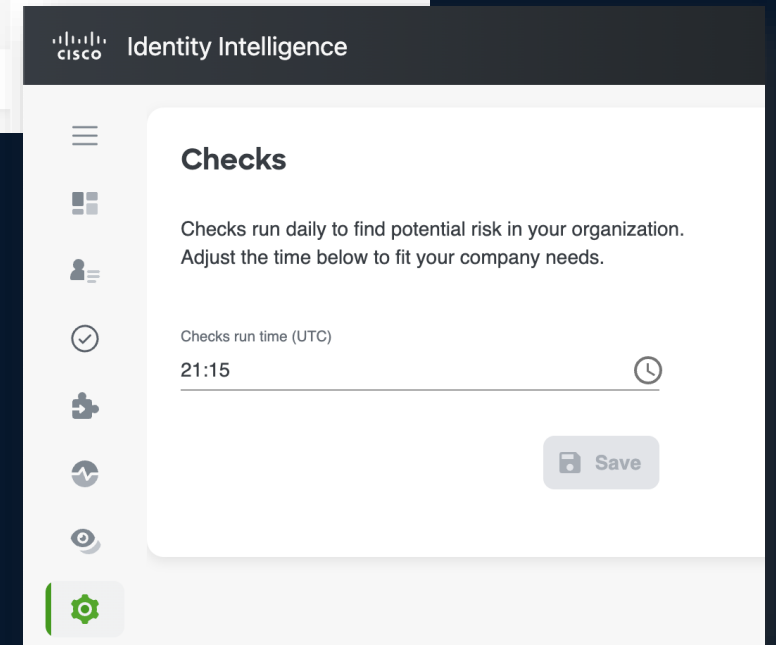 CISCO
Identity Intelligence
Checks
Checks run daily to find potential risk in your organization.
Adjust the time below to fit your company needs.
Checks run time (UTC)
21:15
Save